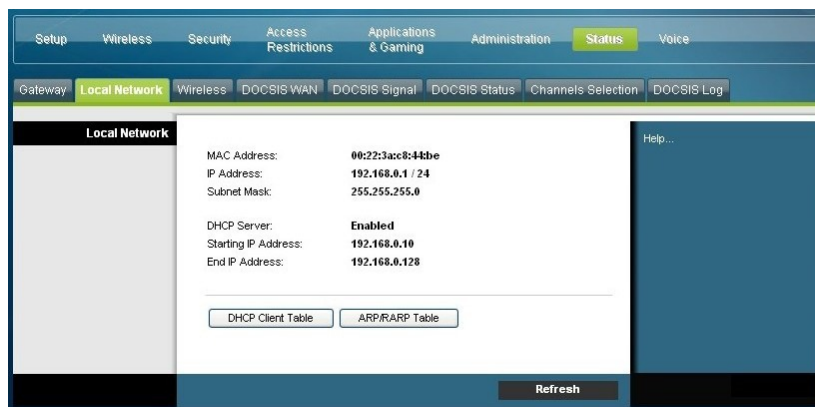 Setup Wireless Security Access Restrictions Applications & Gaming Administration Status Voice
Gateway Local Network Wireless DOCSIS WAN DOCSIS Signal DOCSIS Status Channels Selection DOCSIS Log
Local Network
Help...
MAC Address: 00:22:3a:c8:44:be
IP Address: 192.168.0.1 / 24
Subnet Mask: 255.255.255.0
DHCP Server: Enabled
Starting IP Address: 192.168.0.10
End IP Address: 192.168.0.128
DHCP Client Table ARP/RARP Table
Refresh